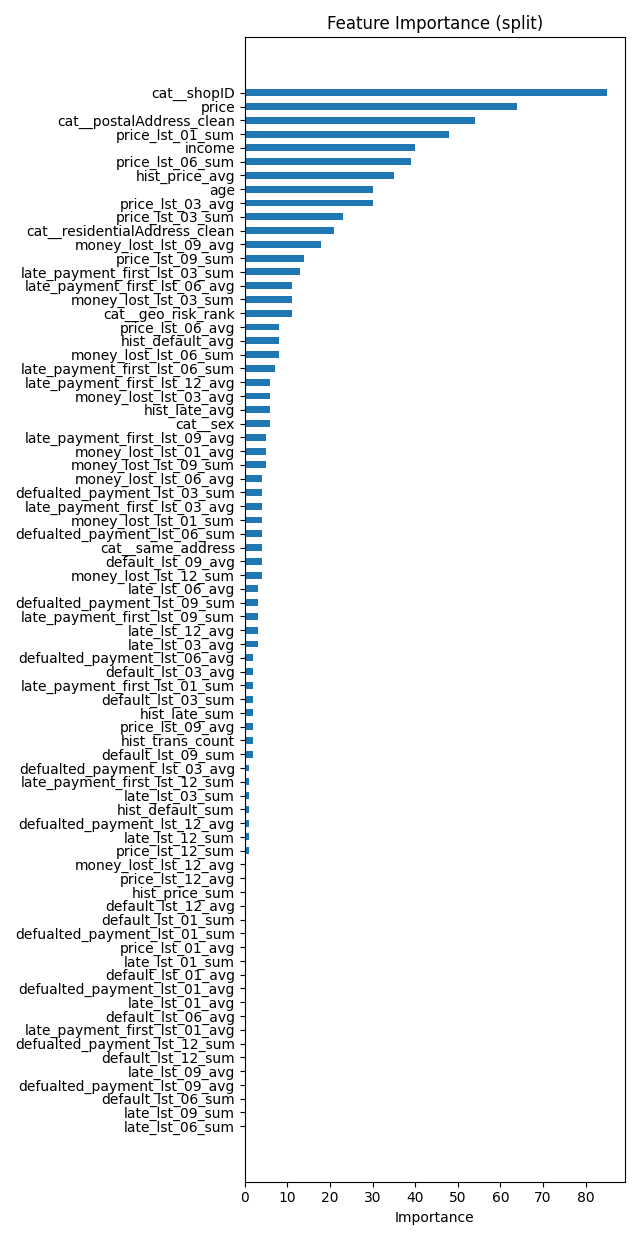 Feature Importance (split)
cat__shopID
price
cat__postalAddress_clean
price_lst_01_sum
income
price_lst_06_sum
hist_price_avg
age
price_lst_03_avg
price_lst_03_sum
cat__residentialAddress_clean
money_lost_lst_09_avg
price_lst_09_sum
late_payment_first_lst_03_sum
late_payment_first_lst_06_avg
money_lost_lst_03_sum
cat__geo_risk_rank
price_lst_06_avg
hist_default_avg
money_lost_lst_06_sum
late_payment_first_lst_06_sum
late_payment_first_lst_12_avg
money_lost_lst_03_avg
hist_late_avg
cat__sex
late_payment_first_lst_09_avg
money_lost_lst_01_avg
money_lost_lst_09_sum
money_lost_lst_06_avg
defualted_payment_lst_03_sum
late_payment_first_lst_03_avg
money_lost_lst_01_sum
defualted_payment_lst_06_sum
cat__same_address
default_lst_09_avg
money_lost_lst_12_sum
late_lst_06_avg
defualted_payment_lst_09_sum
late_payment_first_lst_09_sum
late_lst_12_avg
late_lst_03_avg
defualted_payment_lst_06_avg
default_lst_03_avg
late_payment_first_lst_01_sum
default_lst_03_sum
hist_late_sum
price_lst_09_avg
hist_trans_count
default_lst_09_sum
defualted_payment_lst_03_avg
late_payment_first_lst_12_sum
late_lst_03_sum
hist_default_sum
defualted_payment_lst_12_avg
late_lst_12_sum
price_lst_12_sum
money_lost_lst_12_avg
price_lst_12_avg
hist_price_sum
default_lst_12_avg
default_lst_01_sum
defualted_payment_lst_01_sum
price_lst_01_avg
late_lst_01_sum
default_lst_01_avg
defualted_payment_lst_01_avg
late_lst_01_avg
default_lst_06_avg
late_payment_first_lst_01_avg
defualted_payment_lst_12_sum
default_lst_12_sum
late_lst_09_avg
defualted_payment_lst_09_avg
default_lst_06_sum
late_lst_09_sum
late_lst_06_sum
0 10 20 30 40 50 60 70 80
Importance